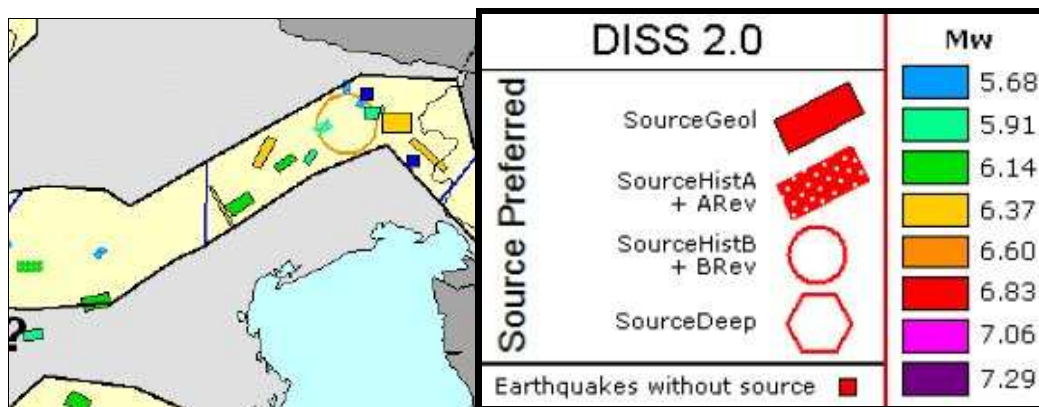 ?
DISS 2.0
Source Preferred
SourceGeol
SourceHistA
+ ARev
SourceHistB
+ BRev
SourceDeep
Earthquakes without source
Mw
5.68
5.91
6.14
6.37
6.60
6.83
7.06
7.29